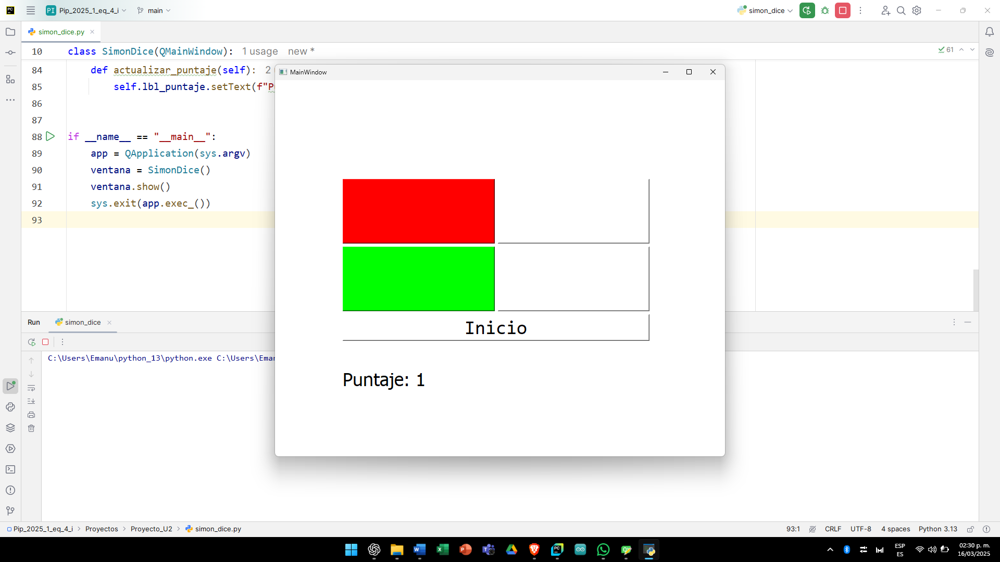 PC
PI Pip_2025_1_eq_4_i main simon_dice
simon_dice.py
10 class SimonDice(QMainWindow): 1 usage new *
61
84 def actualizar_puntaje(self): 2
85 self.lbl_puntaje.setText(f"P
86
87
88 if __name__ == "__main__":
89 app = QApplication(sys.argv)
90 ventana = SimonDice()
91 ventana.show()
92 sys.exit(app.exec_())
93
MainWindow
Inicio
Puntaje: 1
Run simon_dice
C:\Users\Emanu\python_13\python.exe C:\Users\Eman
Pip_2025_1_eq_4_i Proyectos Proyecto_U2 simon_dice.py
93:1 CRLF UTF-8 4 spaces Python 3.13
ESP
ES
02:30 p. m.
16/03/2025